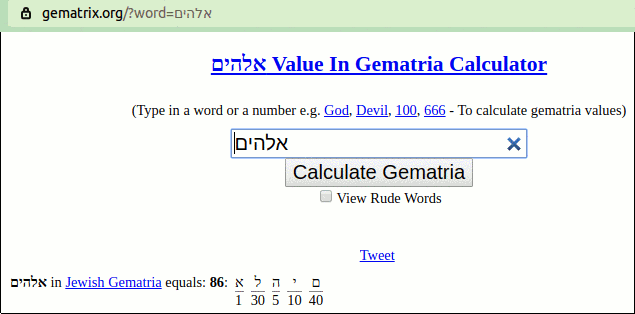 gematrix.org/?word=אלהים
אלהים Value In Gematria Calculator
(Type in a word or a number e.g. God, Devil, 100, 666 - To calculate gematria values)
אלהים
Calculate Gematria
View Rude Words
Tweet
אלהים in Jewish Gematria equals: 86: א ל ה י ם
1 30 5 10 40